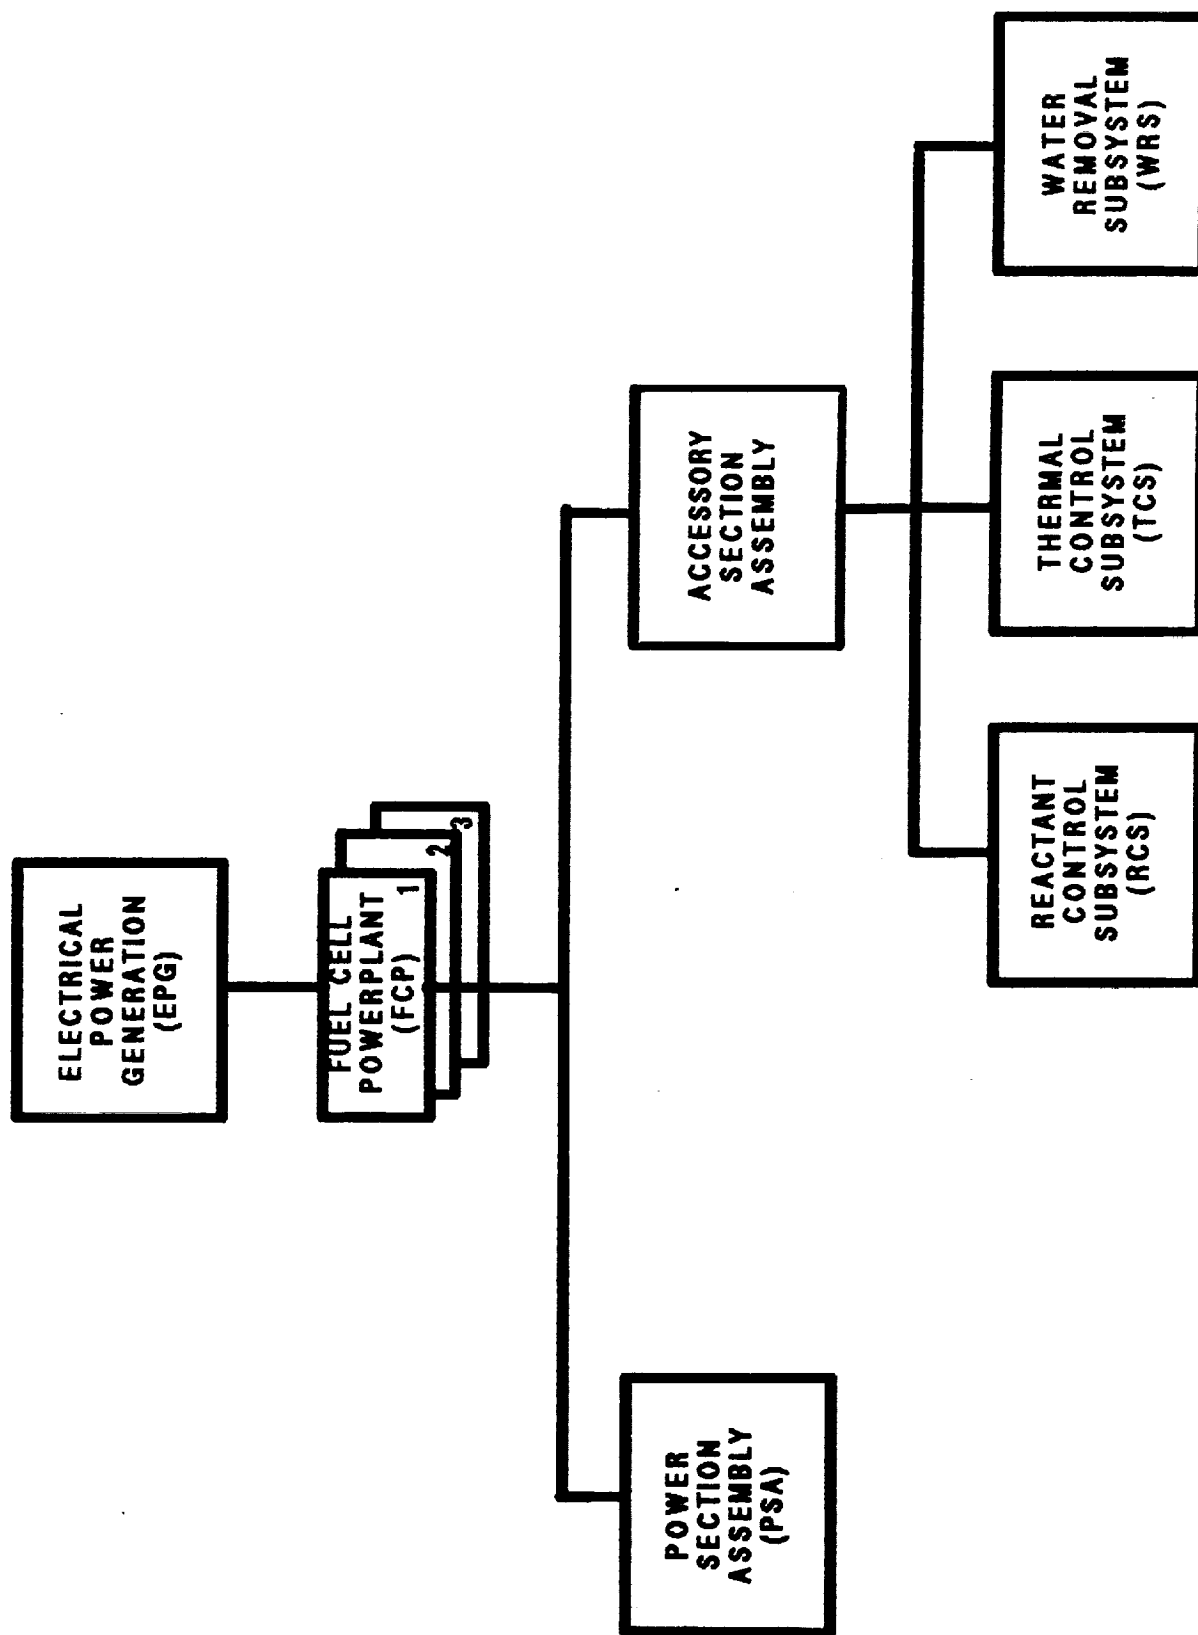 ELECTRICAL
POWER
GENERATION
(EPG)
FUEL CELL
POWERPLANT
(FCP)
1
2
3
POWER
SECTION
ASSEMBLY
(PSA)
ACCESSORY
SECTION
ASSEMBLY
REACTANT
CONTROL
SUBSYSTEM
(RCS)
THERMAL
CONTROL
SUBSYSTEM
(TCS)
WATER
REMOVAL
SUBSYSTEM
(WRS)